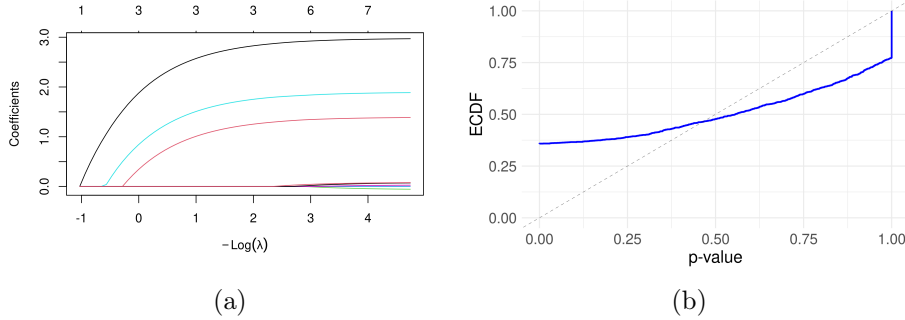 1 3 3 3 6 7
Coefficients
3.0
2.0
1.0
0.0
-1 0 1 2 3 4
−Log(λ)
(a)
ECDF
1.00
0.75
0.50
0.25
0.00
0.00 0.25 0.50 0.75 1.00
p-value
(b)